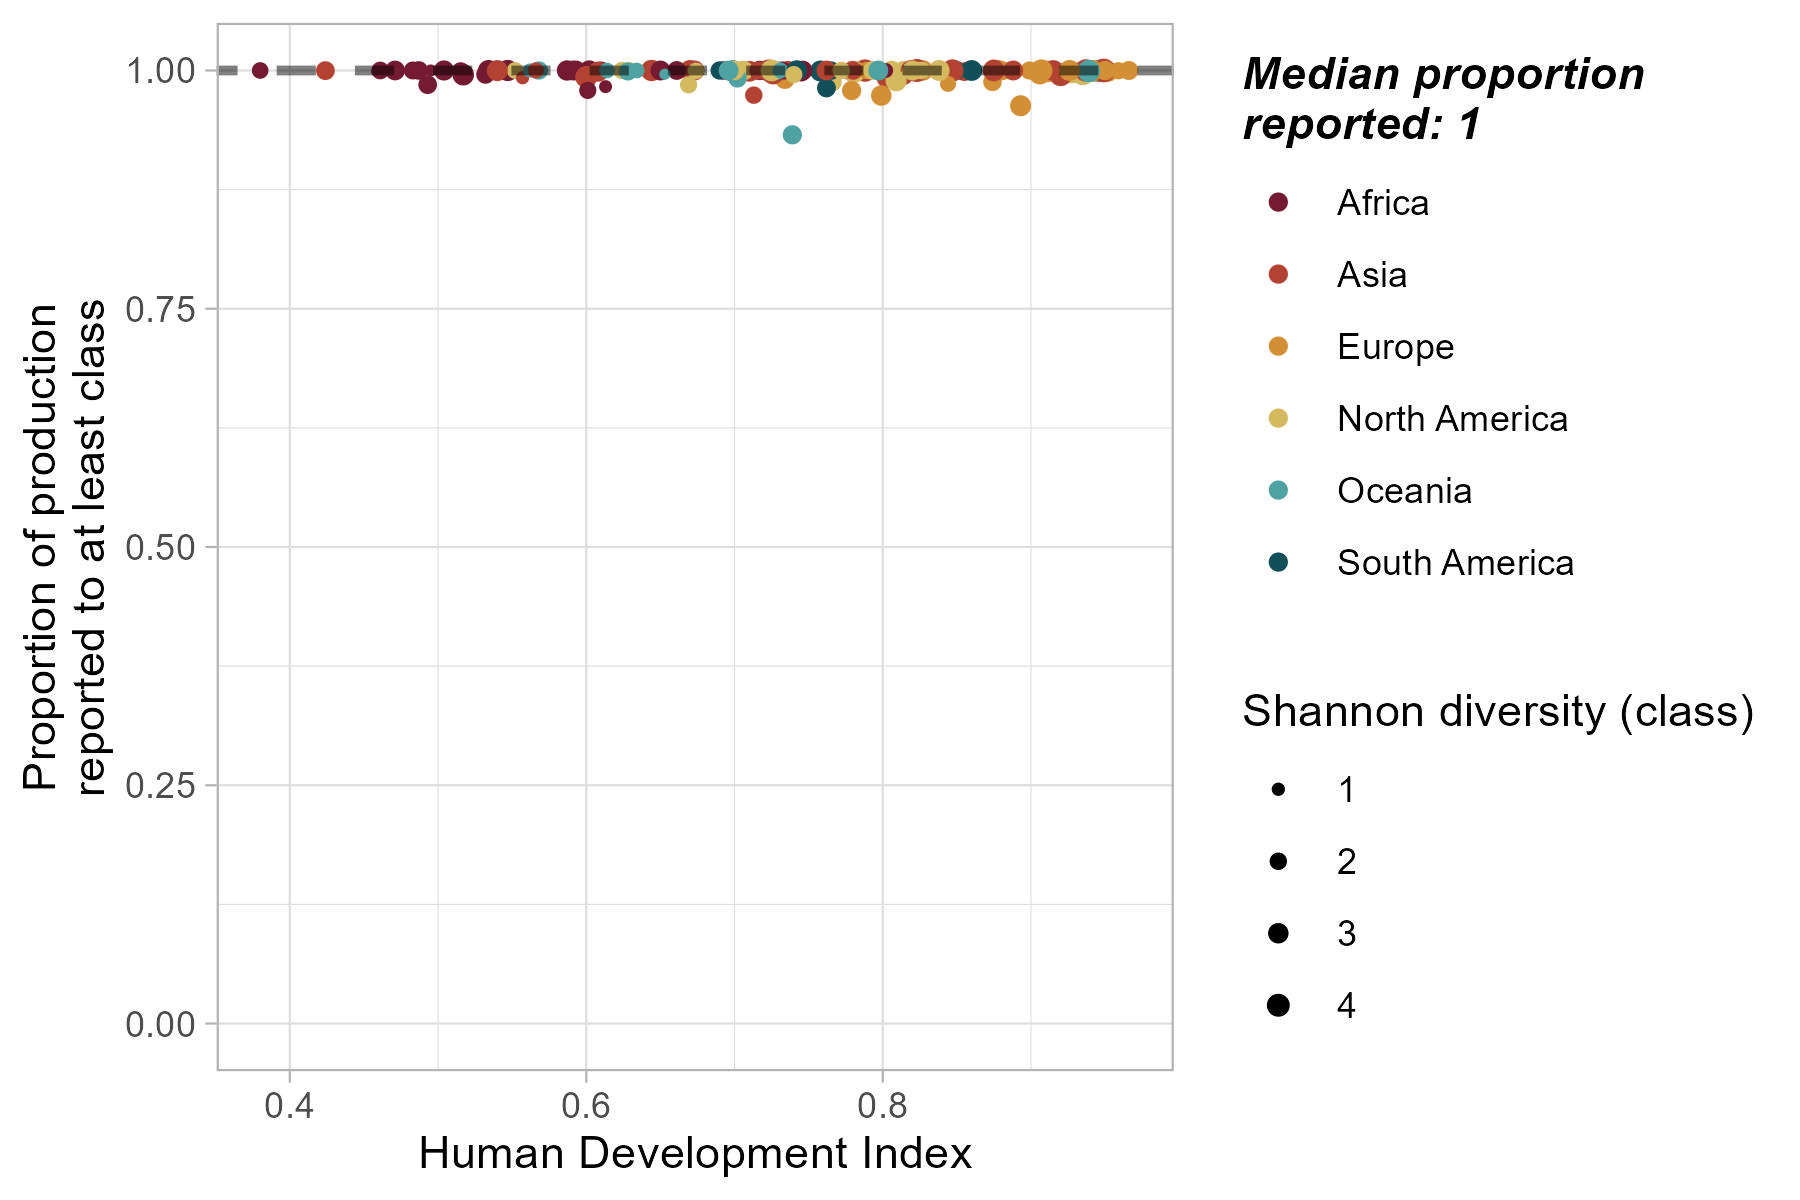 Proportion of production
reported to at least class
1.00
0.75
0.50
0.25
0.00
0.4
0.6
0.8
Human Development Index
Median proportion
reported: 1
Africa
Asia
Europe
North America
Oceania
South America
Shannon diversity (class)
1
2
3
4